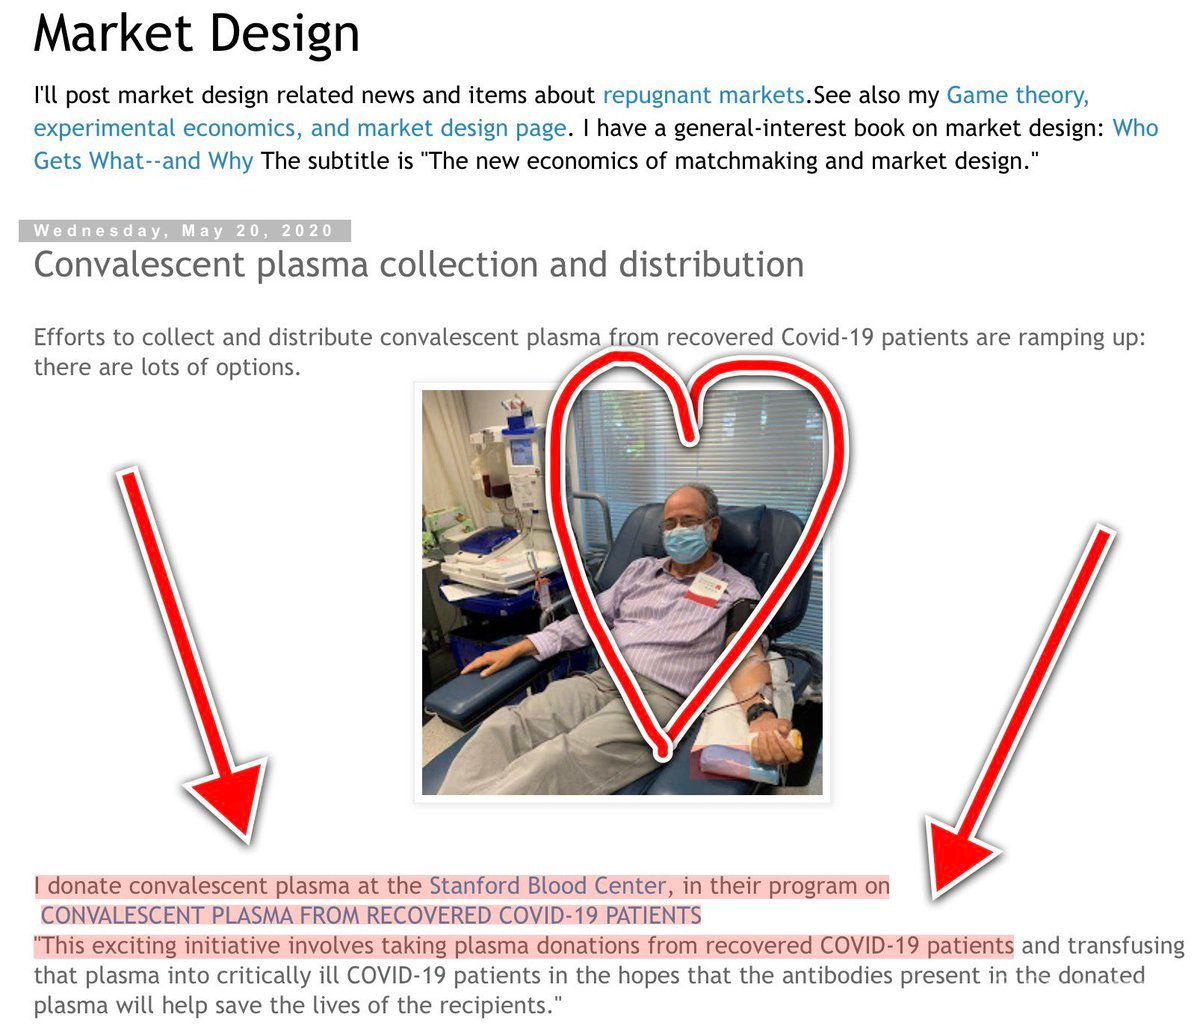 Market Design
I'll post market design related news and items about repugnant markets.See also my Game theory,
experimental economics, and market design page. I have a general-interest book on market design: Who
Gets What--and Why The subtitle is "The new economics of matchmaking and market design."
Wednesday, May 20, 2020
Convalescent plasma collection and distribution
Efforts to collect and distribute convalescent plasma from recovered Covid-19 patients are ramping up:
there are lots of options.
I donate convalescent plasma at the Stanford Blood Center, in their program on
CONVALESCENT PLASMA FROM RECOVERED COVID-19 PATIENTS
"This exciting initiative involves taking plasma donations from recovered COVID-19 patients and transfusing
that plasma into critically ill COVID-19 patients in the hopes that the antibodies present in the donated
plasma will help save the lives of the recipients."